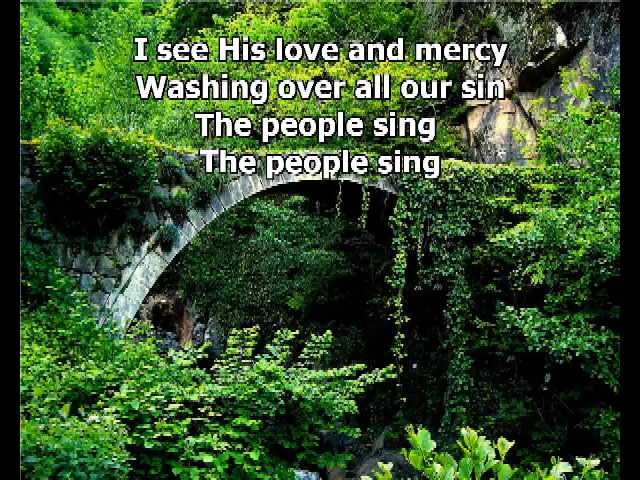 I see His love and mercy
Washing over all our sin
The people sing
The people sing